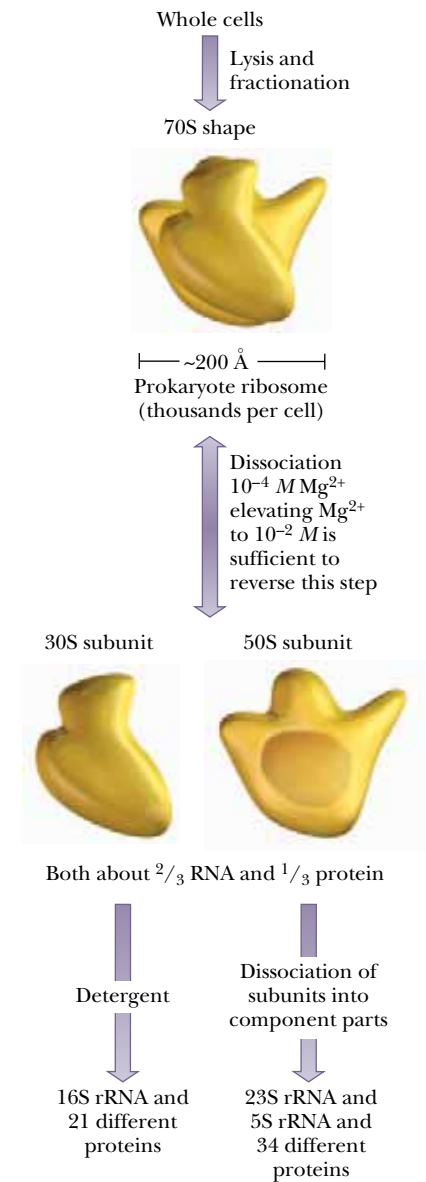 Whole cells
Lysis and
fractionation
70S shape
~200 Å
Prokaryote ribosome
(thousands per cell)
Dissociation
10⁻⁴ M Mg²⁺
elevating Mg²⁺
to 10⁻² M is
sufficient to
reverse this step
30S subunit
50S subunit
Both about 2/3 RNA and 1/3 protein
Detergent
Dissociation of
subunits into
component parts
16S rRNA and
21 different
proteins
23S rRNA and
5S rRNA and
34 different
proteins